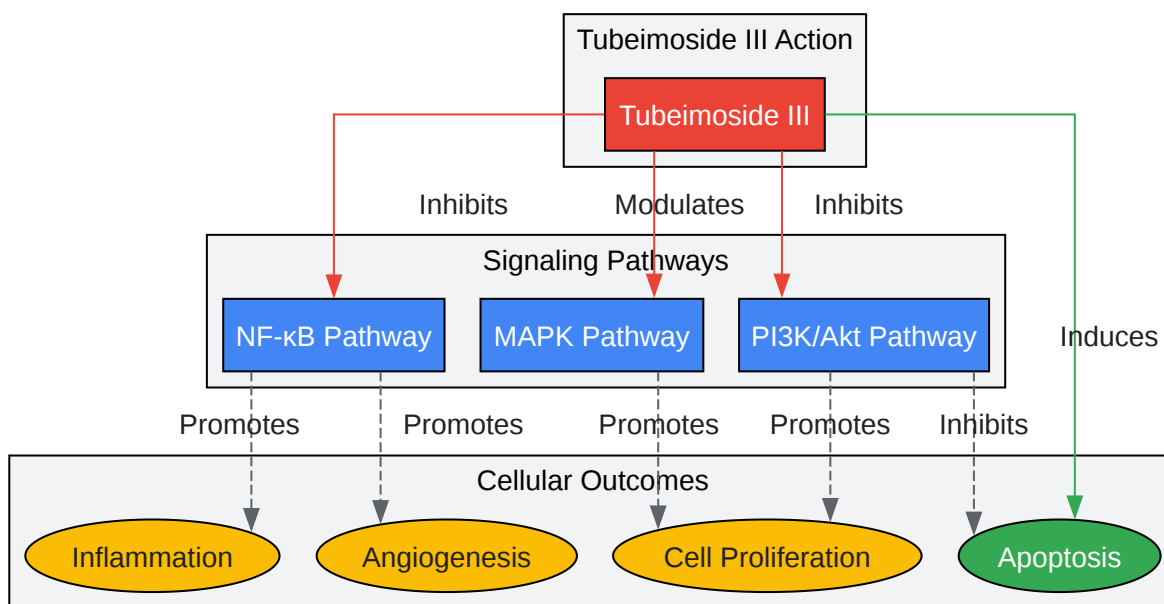 Tubeimoside III Action
Tubeimoside III
Inhibits
Modulates
Inhibits
Signaling Pathways
NF-κB Pathway
MAPK Pathway
PI3K/Akt Pathway
Induces
Promotes
Promotes
Promotes
Promotes
Inhibits
Cellular Outcomes
Inflammation
Angiogenesis
Cell Proliferation
Apoptosis